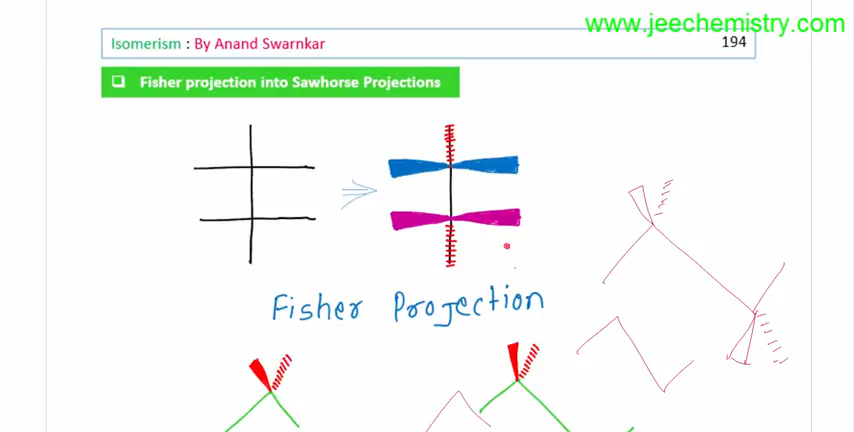 www.jeechemistry.com
Isomerism : By Anand Swarnkar
194
❑ Fisher projection into Sawhorse Projections
Fisher Projection